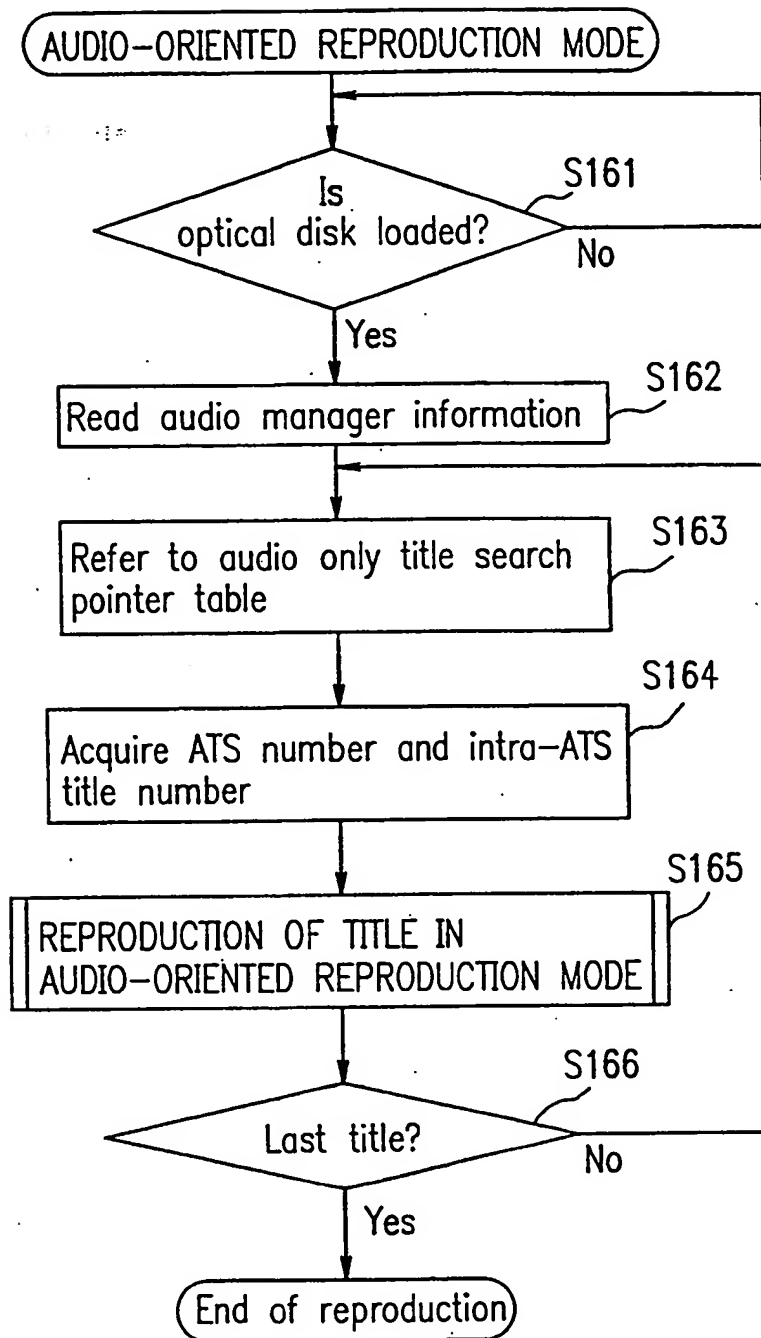 AUDIO-ORIENTED REPRODUCTION MODE
S161
Is
optical disk loaded?
No
Yes
S162
Read audio manager information
S163
Refer to audio only title search
pointer table
S164
Acquire ATS number and intra-ATS
title number
S165
REPRODUCTION OF TITLE IN
AUDIO-ORIENTED REPRODUCTION MODE
S166
Last title?
No
Yes
End of reproduction